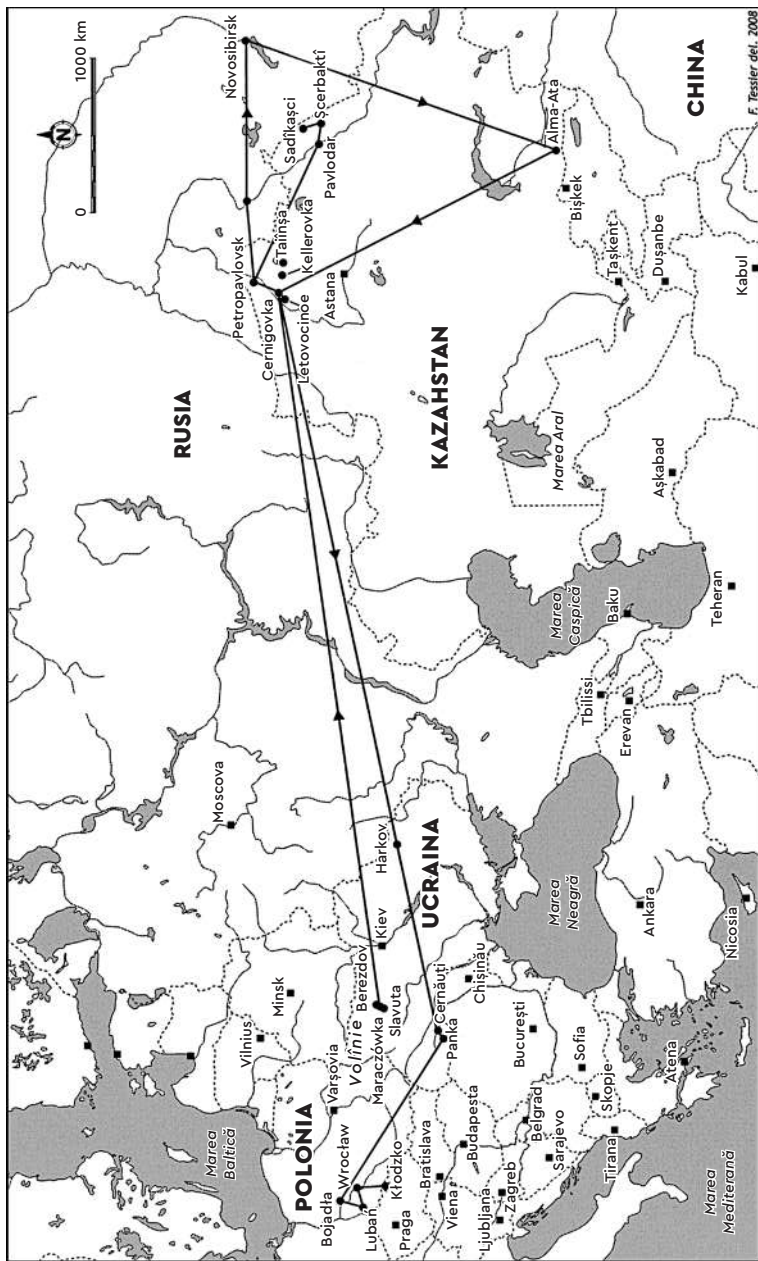 N
0
1000 km
Novosibirsk
Sadîkașci
Șcerbaktî
Pavlodar
Petropavlovsk
Taiinșa
Kellerovka
Cernigovka
Letovocinoe
Astana
Alma-Ata
Bișkek
CHINA
F. Tessier del. 2008
Tașkent
Dușanbe
Kabul
RUSIA
KAZAHSTAN
Marea Aral
Așkabad
Marea
Caspică
Baku
Teheran
Tbilissi
Erevan
Moscova
Harkov
UCRAINA
Kiev
Berezdov
Volînie
Maraczówka
Slavuta
Minsk
Vilnius
Cernăuți
Panka
Chișinău
Marea
Neagră
Ankara
Nicosia
București
Sofia
Skopje
Atena
Varșovia
POLONIA
Marea
Baltică
Wrocław
Bojadła
Luban
Kłodzko
Praga
Bratislava
Viena
Budapesta
Ljubljana
Zagreb
Belgrad
Sarajevo
Tirana
Marea
Mediterană